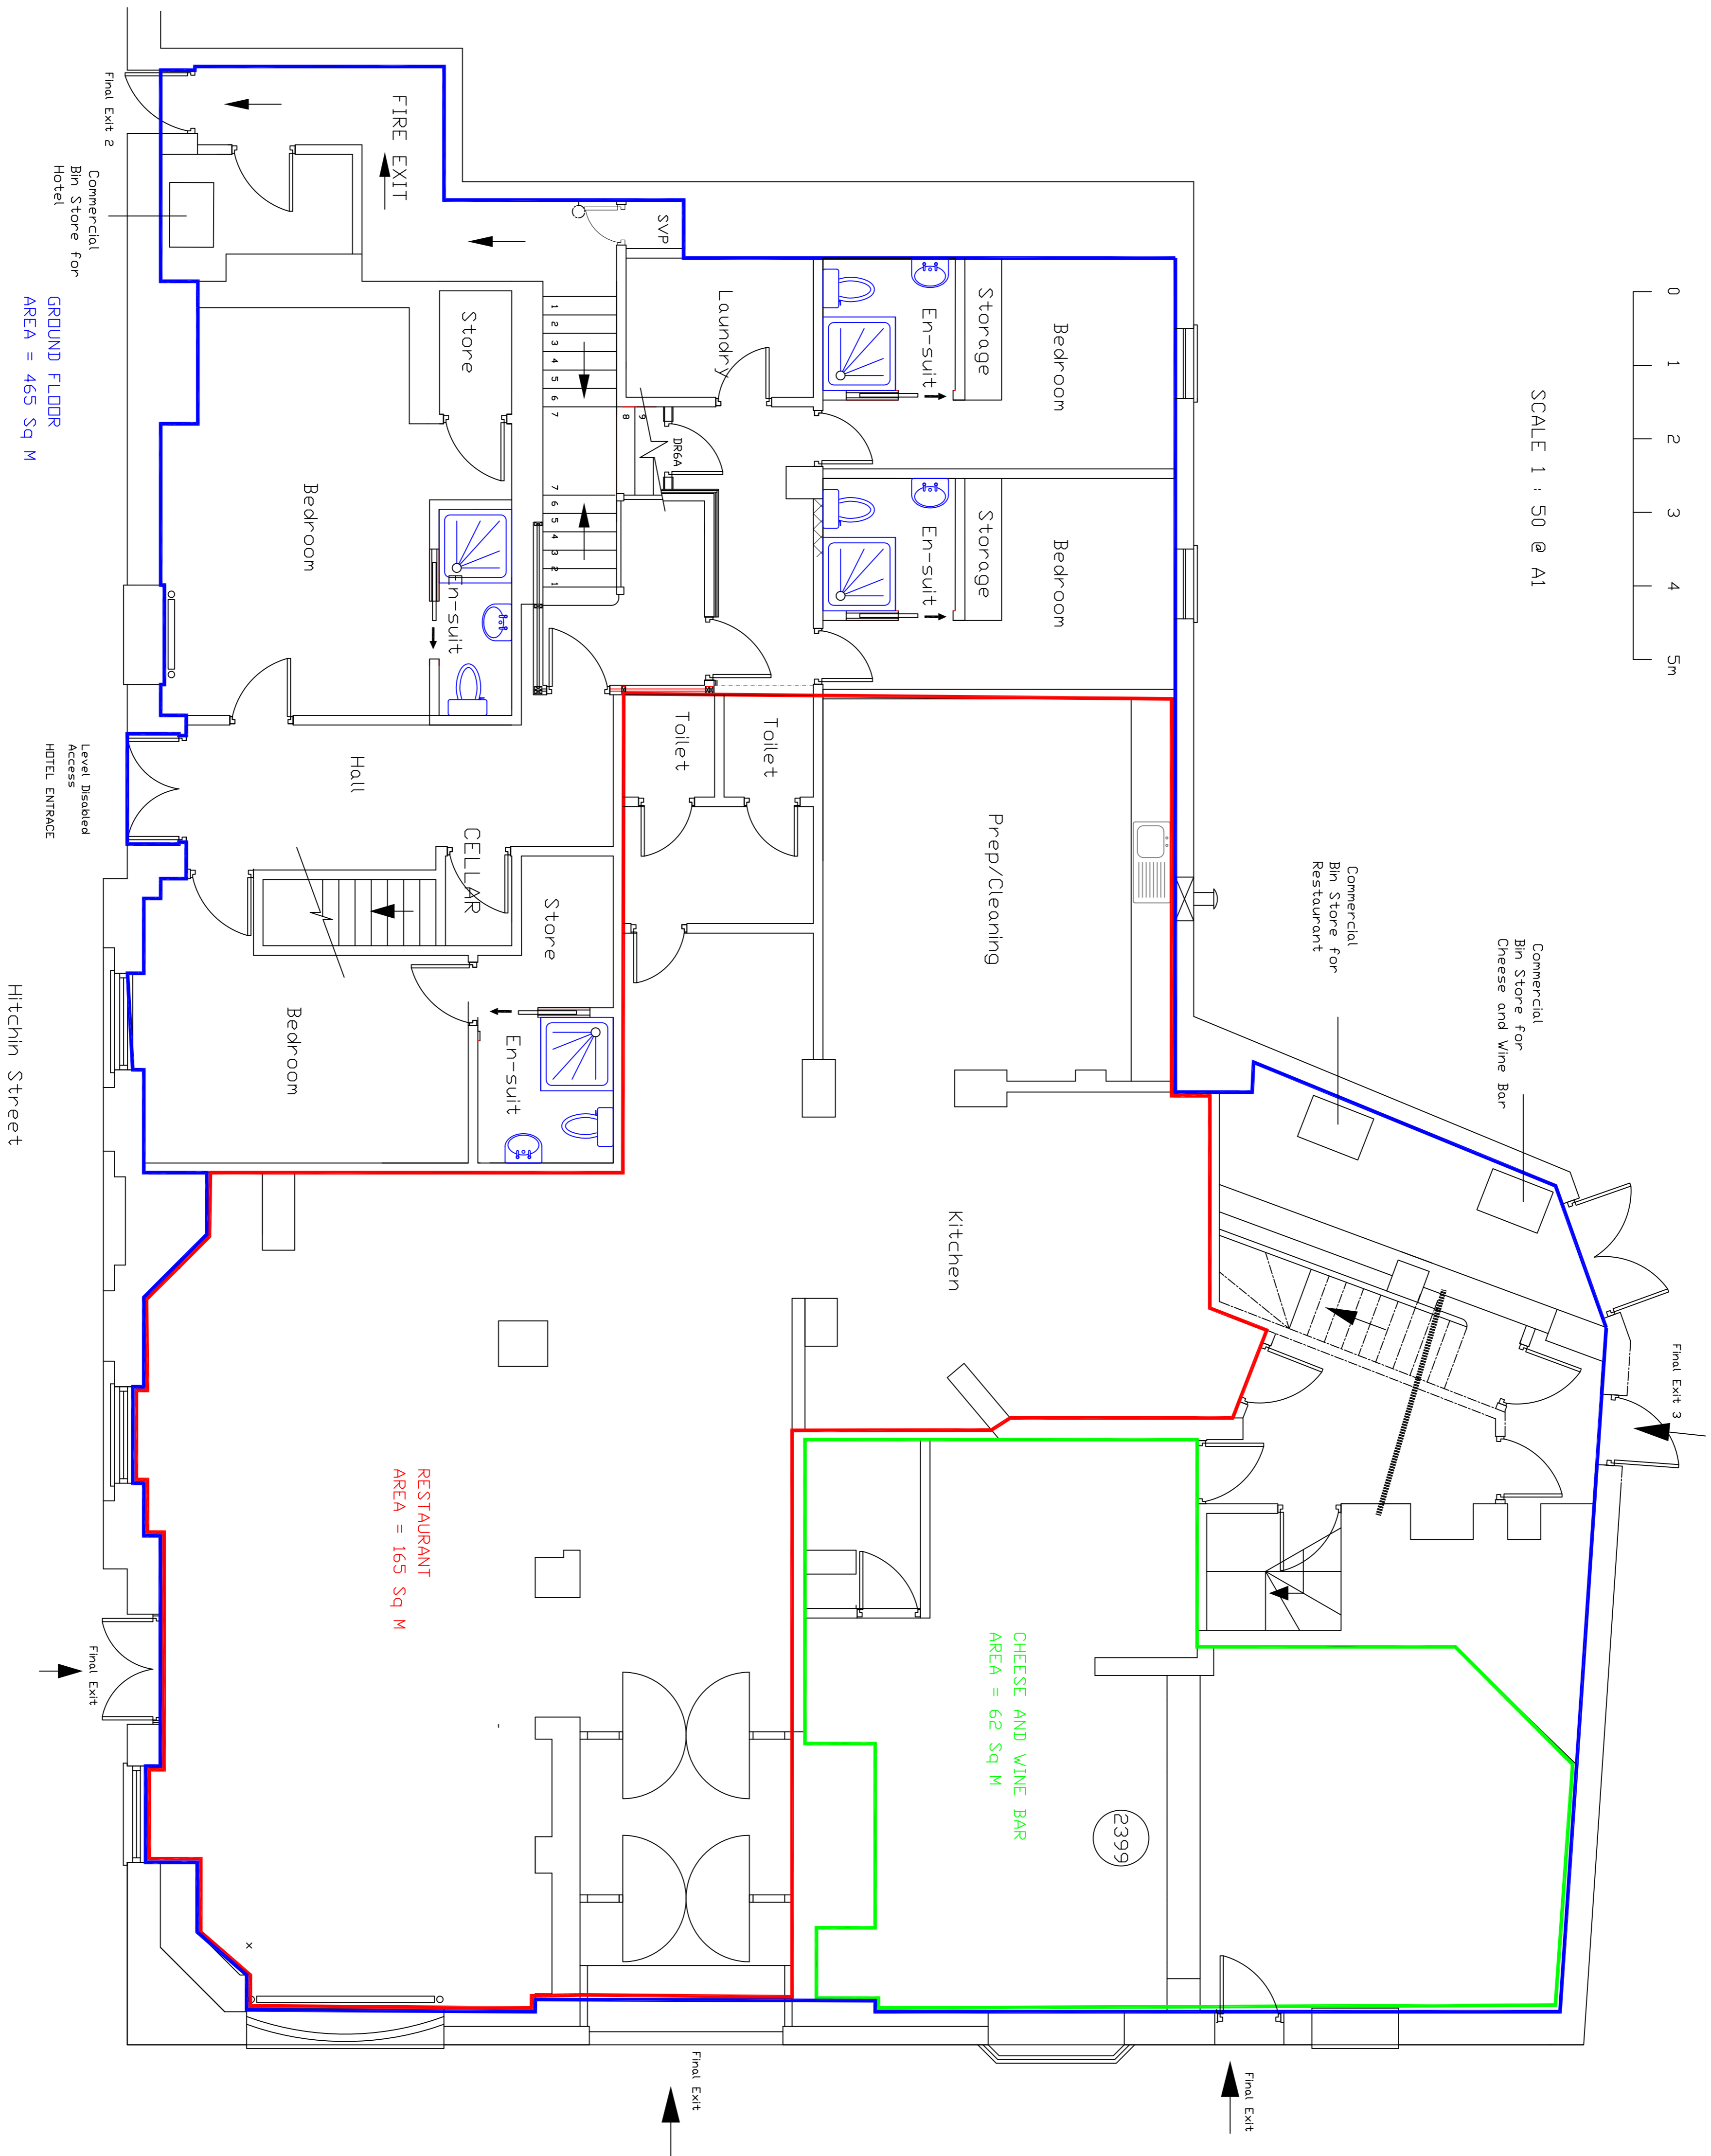 0 1 2 3 4 5m
SCALE 1 : 50 @ A1
Commercial
Bin Store for
Cheese and Wine Bar
Commercial
Bin Store for
Restaurant
Final Exit 3
Bedroom
Bedroom
Storage
Storage
En-suit
En-suit
Prep/Cleaning
Kitchen
Laundry
SVP
DR6A
Toilet
Toilet
CHEESE AND WINE BAR
AREA = 62 Sq M
2399
Final Exit
1 2 3 4 5 6 7
8 9
7 6 5 4 3 2 1
Final Exit
Store
Store
En-suit
En-suit
CELLAR
FIRE EXIT
Hall
Bedroom
Bedroom
RESTAURANT
AREA = 165 Sq M
x
Final Exit 2
Commercial
Bin Store for
Hotel
Level Disabled
Access
HOTEL ENTRACE
Final Exit
GROUND FLOOR
AREA = 465 Sq M
Hitchin Street